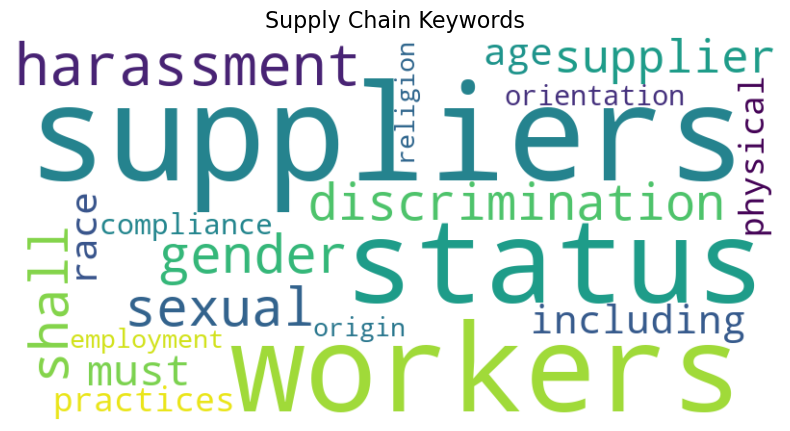 Supply Chain Keywords
harassment
age
supplier
religion
orientation
suppliers
physical
discrimination
race
compliance
gender
status
shall
sexual
origin
including
employment
must
workers
practices